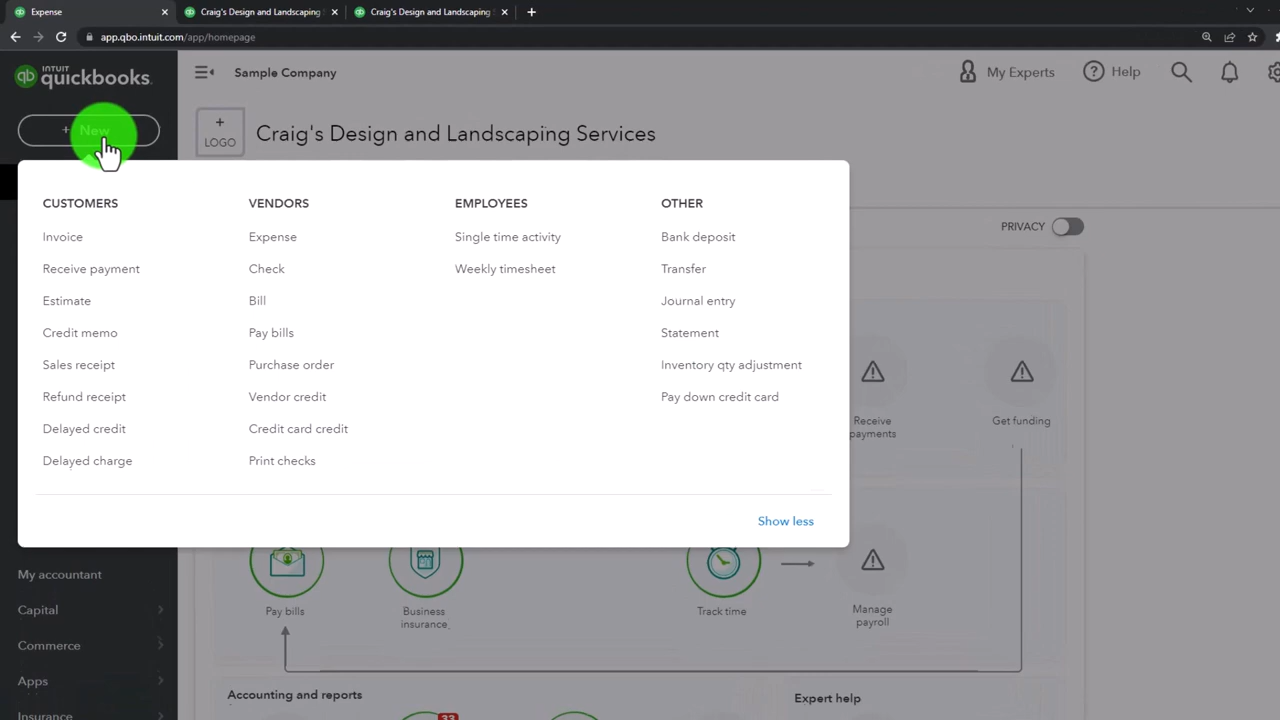 Expense
Craig's Design and Landscaping
Craig's Design and Landscaping
app.qbo.intuit.com/app/homepage
INTUIT
quickbooks.
Sample Company
My Experts
Help
+ New
+
LOGO
Craig's Design and Landscaping Services
PRIVACY
CUSTOMERS
Invoice
Receive payment
Estimate
Credit memo
Sales receipt
Refund receipt
Delayed credit
Delayed charge
VENDORS
Expense
Check
Bill
Pay bills
Purchase order
Vendor credit
Credit card credit
Print checks
EMPLOYEES
Single time activity
Weekly timesheet
OTHER
Bank deposit
Transfer
Journal entry
Statement
Inventory qty adjustment
Pay down credit card
Show less
Receive
payments
Get funding
My accountant
Capital
Commerce
Apps
Insurance
Pay bills
Business
insurance
Track time
Manage
payroll
Accounting and reports
33
Expert help